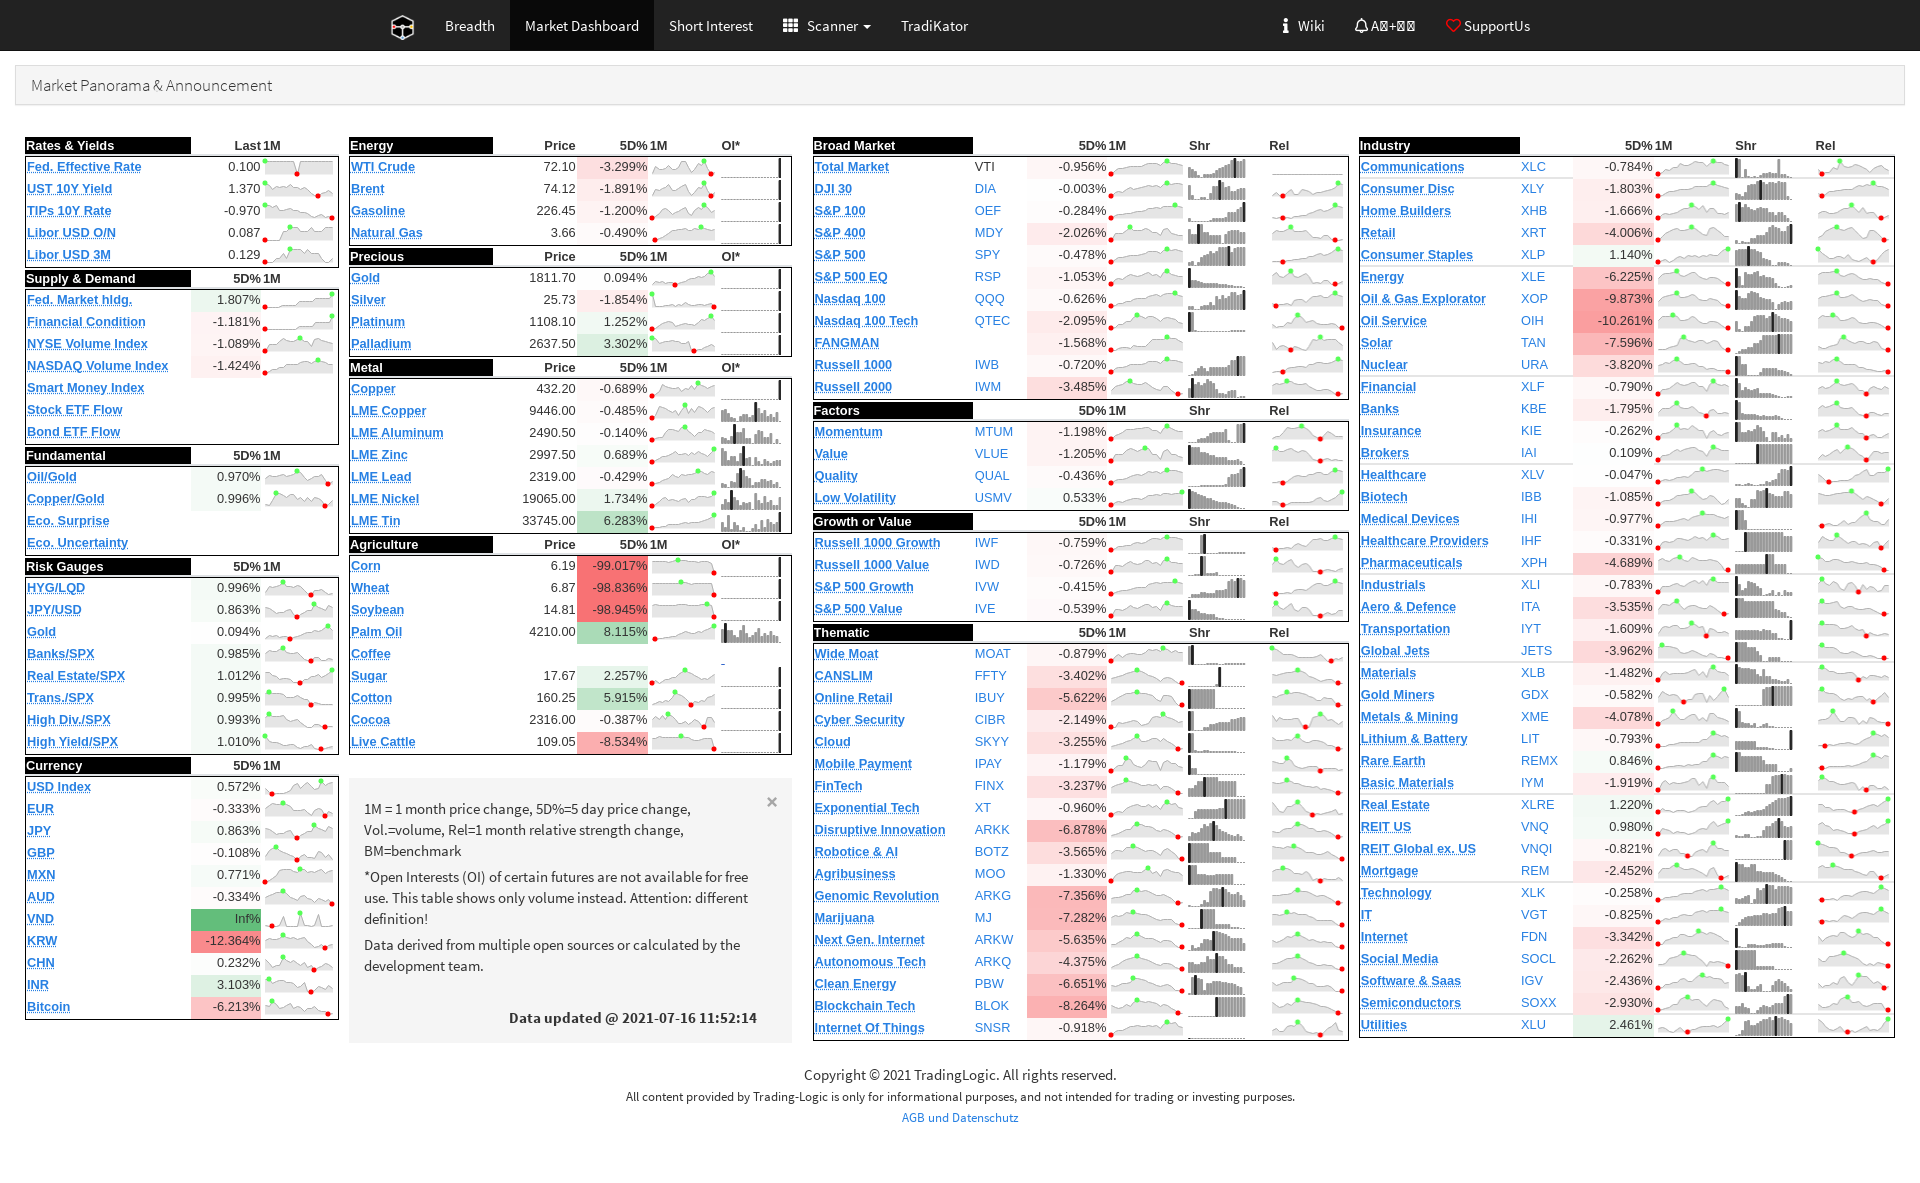 Breadth Market Dashboard Short Interest Scanner TradiKator Wiki SupportUs
Market Panorama & Announcement
Rates & Yields Last 1M
Fed. Effective Rate 0.100
UST 10Y Yield 1.370
TIPs 10Y Rate -0.970
Libor USD O/N 0.087
Libor USD 3M 0.129
Supply & Demand 5D% 1M
Fed. Market hldg. 1.807%
Financial Condition -1.181%
NYSE Volume Index -1.089%
NASDAQ Volume Index -1.424%
Smart Money Index
Stock ETF Flow
Bond ETF Flow
Fundamental 5D% 1M
Oil/Gold 0.970%
Copper/Gold 0.996%
Eco. Surprise
Eco. Uncertainty
Risk Gauges 5D% 1M
HYG/LQD 0.996%
JPY/USD 0.863%
Gold 0.094%
Banks/SPX 0.985%
Real Estate/SPX 1.012%
Trans./SPX 0.995%
High Div./SPX 0.993%
High Yield/SPX 1.010%
Currency 5D% 1M
USD Index 0.572%
EUR -0.333%
JPY 0.863%
GBP -0.108%
MXN 0.771%
AUD -0.334%
VND Inf%
KRW -12.364%
CHN 0.232%
INR 3.103%
Bitcoin -6.213%
Energy Price 5D% 1M OI*
WTI Crude 72.10 -3.299%
Brent 74.12 -1.891%
Gasoline 226.45 -1.200%
Natural Gas 3.66 -0.490%
Precious Price 5D% 1M OI*
Gold 1811.70 0.094%
Silver 25.73 -1.854%
Platinum 1108.10 1.252%
Palladium 2637.50 3.302%
Metal Price 5D% 1M OI*
Copper 432.20 -0.689%
LME Copper 9446.00 -0.485%
LME Aluminum 2490.50 -0.140%
LME Zinc 2997.50 0.689%
LME Lead 2319.00 -0.429%
LME Nickel 19065.00 1.734%
LME Tin 33745.00 6.283%
Agriculture Price 5D% 1M OI*
Corn 6.19 -99.017%
Wheat 6.87 -98.836%
Soybean 14.81 -98.945%
Palm Oil 4210.00 8.115%
Coffee -
Sugar 17.67 2.257%
Cotton 160.25 5.915%
Cocoa 2316.00 -0.387%
Live Cattle 109.05 -8.534%
×
1M = 1 month price change, 5D%=5 day price change,
Vol.=volume, Rel=1 month relative strength change,
BM=benchmark
*Open Interests (OI) of certain futures are not available for free
use. This table shows only volume instead. Attention: different
definition!
Data derived from multiple open sources or calculated by the
development team.
Data updated @ 2021-07-16 11:52:14
Broad Market 5D% 1M Shr Rel
Total Market VTI -0.956%
DJI 30 DIA -0.003%
S&P 100 OEF -0.284%
S&P 400 MDY -2.026%
S&P 500 SPY -0.478%
S&P 500 EQ RSP -1.053%
Nasdaq 100 QQQ -0.626%
Nasdaq 100 Tech QTEC -2.095%
FANGMAN -1.568%
Russell 1000 IWB -0.720%
Russell 2000 IWM -3.485%
Factors 5D% 1M Shr Rel
Momentum MTUM -1.198%
Value VLUE -1.205%
Quality QUAL -0.436%
Low Volatility USMV 0.533%
Growth or Value 5D% 1M Shr Rel
Russell 1000 Growth IWF -0.759%
Russell 1000 Value IWD -0.726%
S&P 500 Growth IVW -0.415%
S&P 500 Value IVE -0.539%
Thematic 5D% 1M Shr Rel
Wide Moat MOAT -0.879%
CANSLIM FFTY -3.402%
Online Retail IBUY -5.622%
Cyber Security CIBR -2.149%
Cloud SKYY -3.255%
Mobile Payment IPAY -1.179%
FinTech FINX -3.237%
Exponential Tech XT -0.960%
Disruptive Innovation ARKK -6.878%
Robotice & AI BOTZ -3.565%
Agribusiness MOO -1.330%
Genomic Revolution ARKG -7.356%
Marijuana MJ -7.282%
Next Gen. Internet ARKW -5.635%
Autonomous Tech ARKQ -4.375%
Clean Energy PBW -6.651%
Blockchain Tech BLOK -8.264%
Internet Of Things SNSR -0.918%
Industry 5D% 1M Shr Rel
Communications XLC -0.784%
Consumer Disc XLY -1.803%
Home Builders XHB -1.666%
Retail XRT -4.006%
Consumer Staples XLP 1.140%
Energy XLE -6.225%
Oil & Gas Explorator XOP -9.873%
Oil Service OIH -10.261%
Solar TAN -7.596%
Nuclear URA -3.820%
Financial XLF -0.790%
Banks KBE -1.795%
Insurance KIE -0.262%
Brokers IAI 0.109%
Healthcare XLV -0.047%
Biotech IBB -1.085%
Medical Devices IHI -0.977%
Healthcare Providers IHF -0.331%
Pharmaceuticals XPH -4.689%
Industrials XLI -0.783%
Aero & Defence ITA -3.535%
Transportation IYT -1.609%
Global Jets JETS -3.962%
Materials XLB -1.482%
Gold Miners GDX -0.582%
Metals & Mining XME -4.078%
Lithium & Battery LIT -0.793%
Rare Earth REMX 0.846%
Basic Materials IYM -1.919%
Real Estate XLRE 1.220%
REIT US VNQ 0.980%
REIT Global ex. US VNQI -0.821%
Mortgage REM -2.452%
Technology XLK -0.258%
IT VGT -0.825%
Internet FDN -3.342%
Social Media SOCL -2.262%
Software & Saas IGV -2.436%
Semiconductors SOXX -2.930%
Utilities XLU 2.461%
Copyright © 2021 TradingLogic. All rights reserved.
All content provided by Trading-Logic is only for informational purposes, and not intended for trading or investing purposes.
AGB und Datenschutz